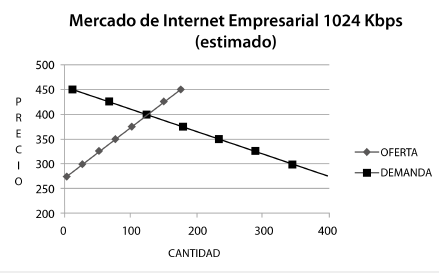 Mercado de Internet Empresarial 1024 Kbps
(estimado)
500
450
400
350
300
250
200
PRECIO
0
100
200
300
400
CANTIDAD
OFERTA
DEMANDA